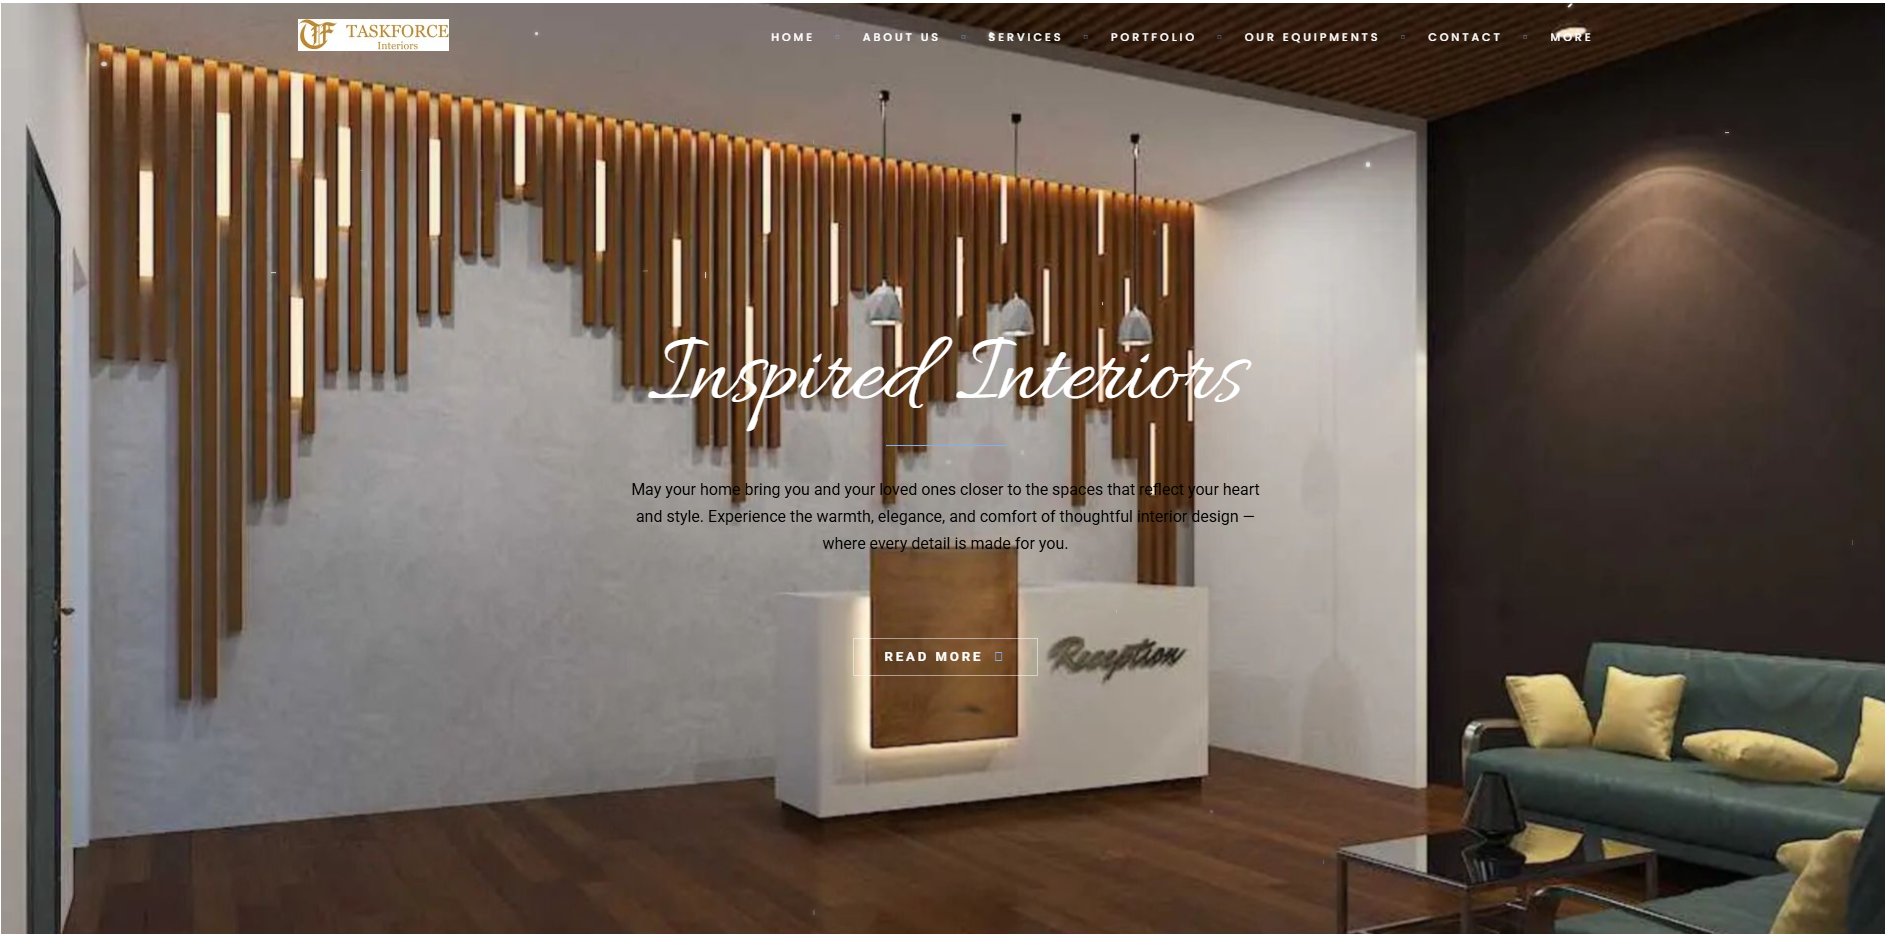 TASKFORCE
Interiors
HOME
ABOUT US
SERVICES
PORTFOLIO
OUR EQUIPMENTS
CONTACT
MORE
Inspired Interiors
May your home bring you and your loved ones closer to the spaces that reflect your heart
and style. Experience the warmth, elegance, and comfort of thoughtful interior design —
where every detail is made for you.
READ MORE
Reception